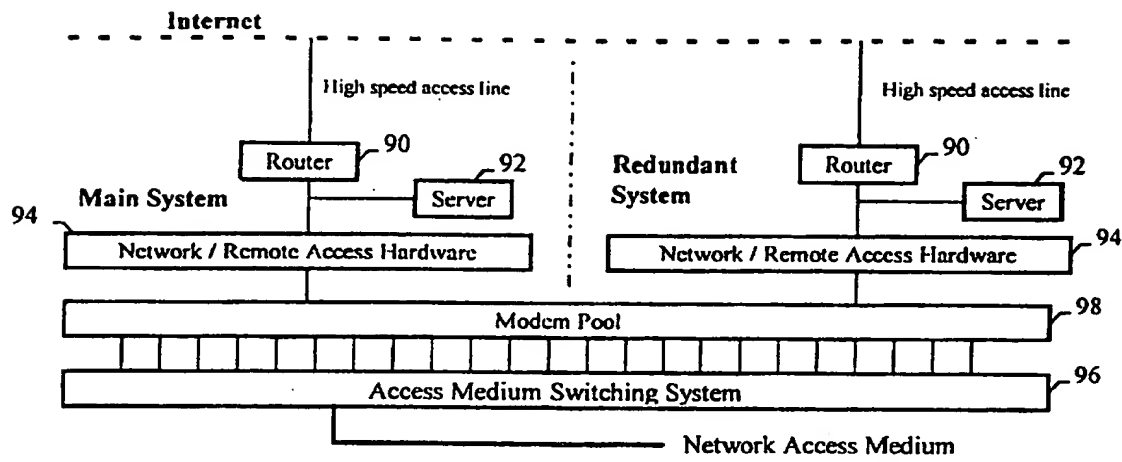 Internet
High speed access line
High speed access line
Router
90
Router
90
Main System
92
Server
Redundant
System
92
Server
94
Network / Remote Access Hardware
Network / Remote Access Hardware
94
Modem Pool
98
Access Medium Switching System
96
Network Access Medium